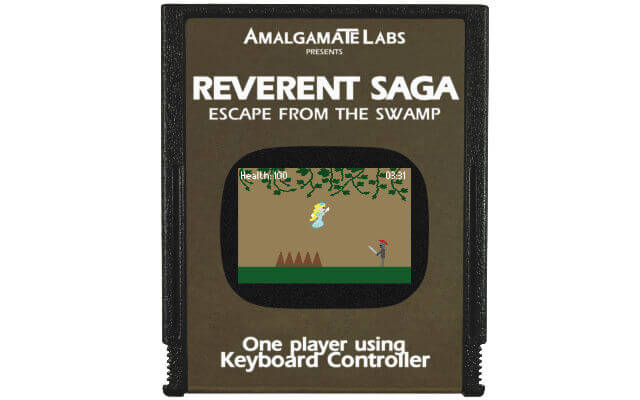 AMALGAMATE LABS
PRESENTS
REVERENT SAGA
ESCAPE FROM THE SWAMP
Health: 100 03:31
One player using
Keyboard Controller